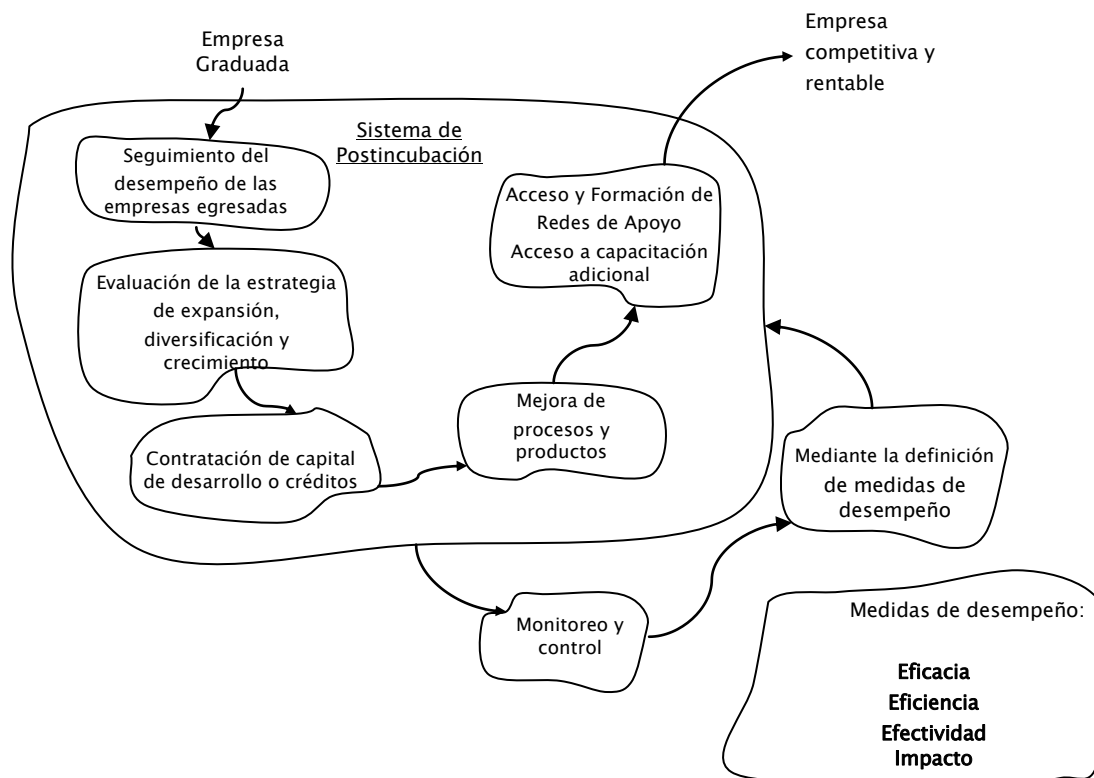 Empresa
Graduada
Empresa
competitiva y
rentable
Sistema de
Postincubación
Seguimiento del
desempeño de las
empresas egresadas
Evaluación de la estrategia
de expansión,
diversificación y
crecimiento
Contratación de capital
de desarrollo o créditos
Mejora de
procesos y
productos
Acceso y Formación de
Redes de Apoyo
Acceso a capacitación
adicional
Monitoreo y
control
Mediante la definición
de medidas de
desempeño
Medidas de desempeño:
Eficacia
Eficiencia
Efectividad
Impacto